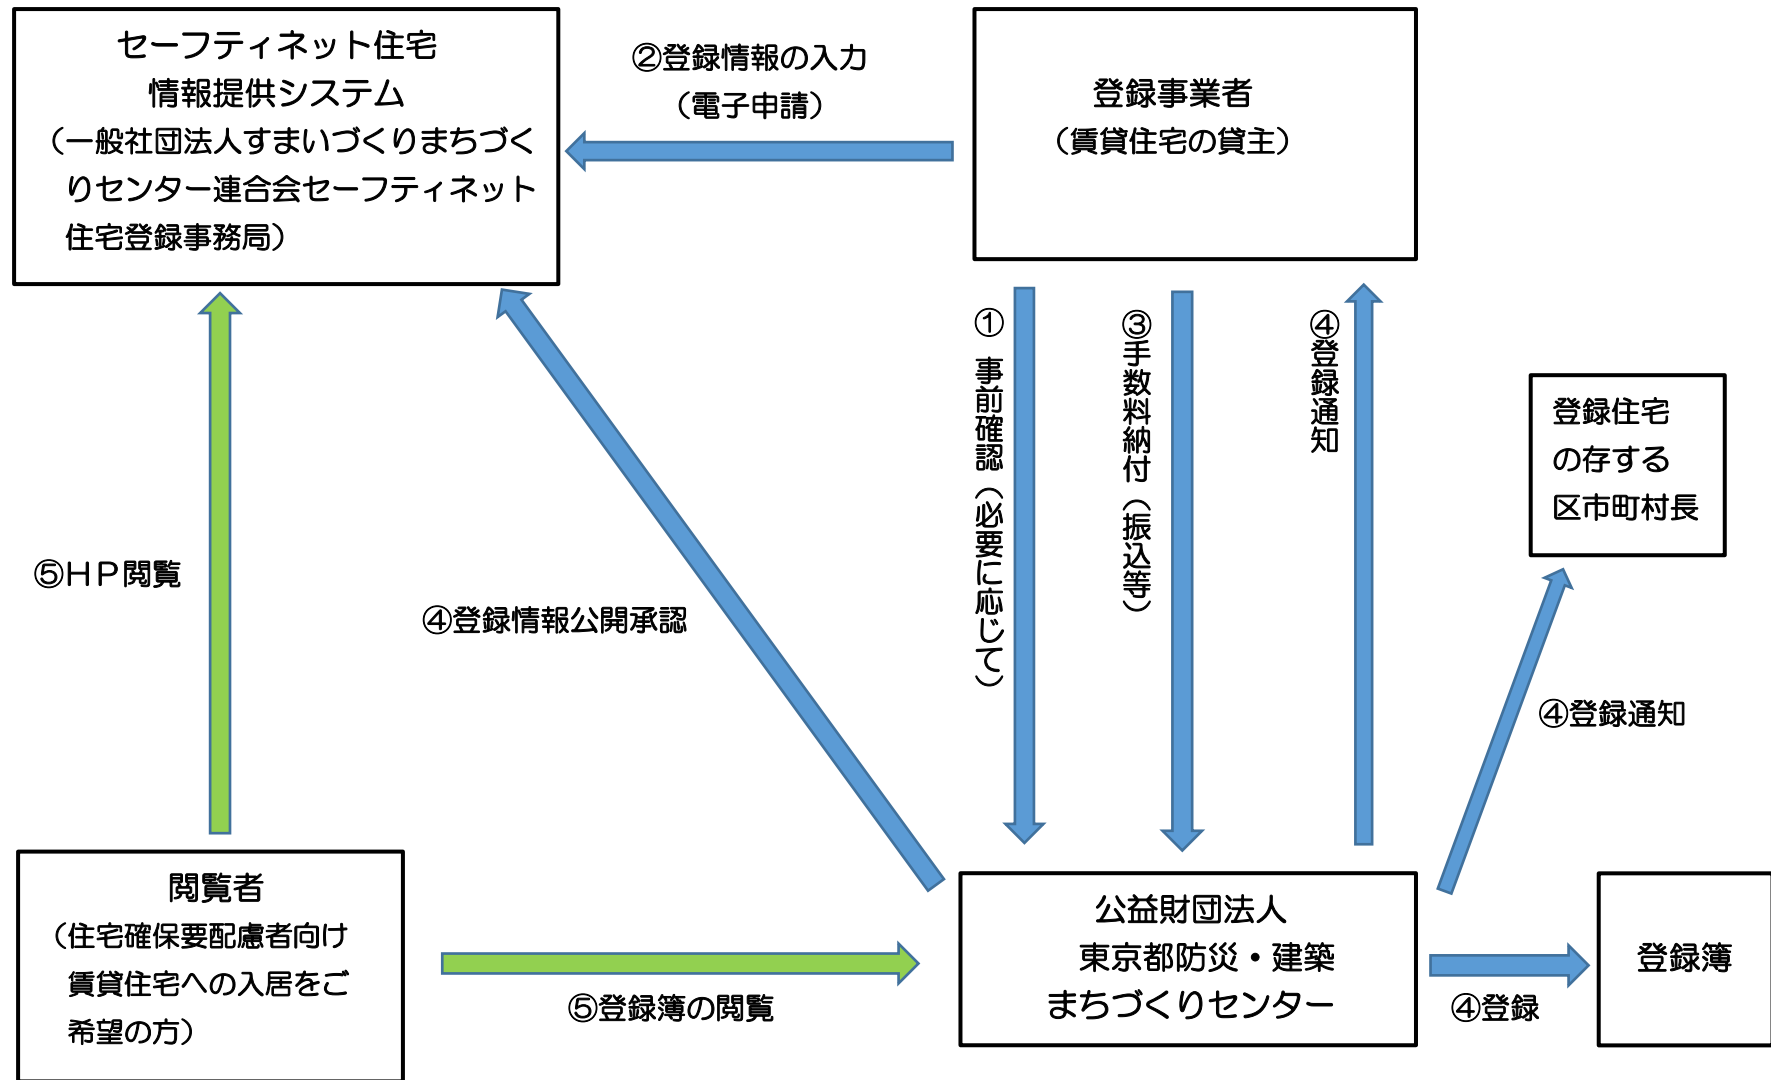 セーフティネット住宅
情報提供システム
（一般社団法人すまいづくりまちづく
りセンター連合会セーフティネット
住宅登録事務局）
②登録情報の入力
（電子申請）
登録事業者
（賃貸住宅の貸主）
① 事前確認（必要に応じて）
③手数料納付（振込等）
④登録通知
登録住宅
の存する
区市町村長
⑤ＨＰ閲覧
④登録情報公開承認
④登録通知
閲覧者
（住宅確保要配慮者向け
賃貸住宅への入居をご
希望の方）
⑤登録簿の閲覧
公益財団法人
東京都防災・建築
まちづくりセンター
④登録
登録簿